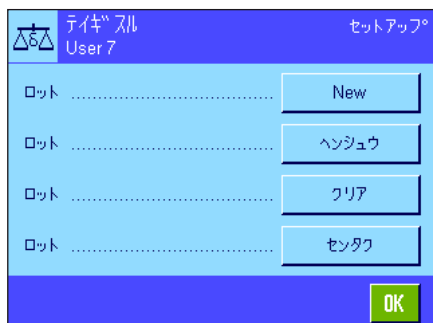 ﾃｲｷﾞｽﾙ セットアップ
User 7
ロット ................................... New
ロット ................................... ヘンシュウ
ロット ................................... クリア
ロット ................................... センタク
OK